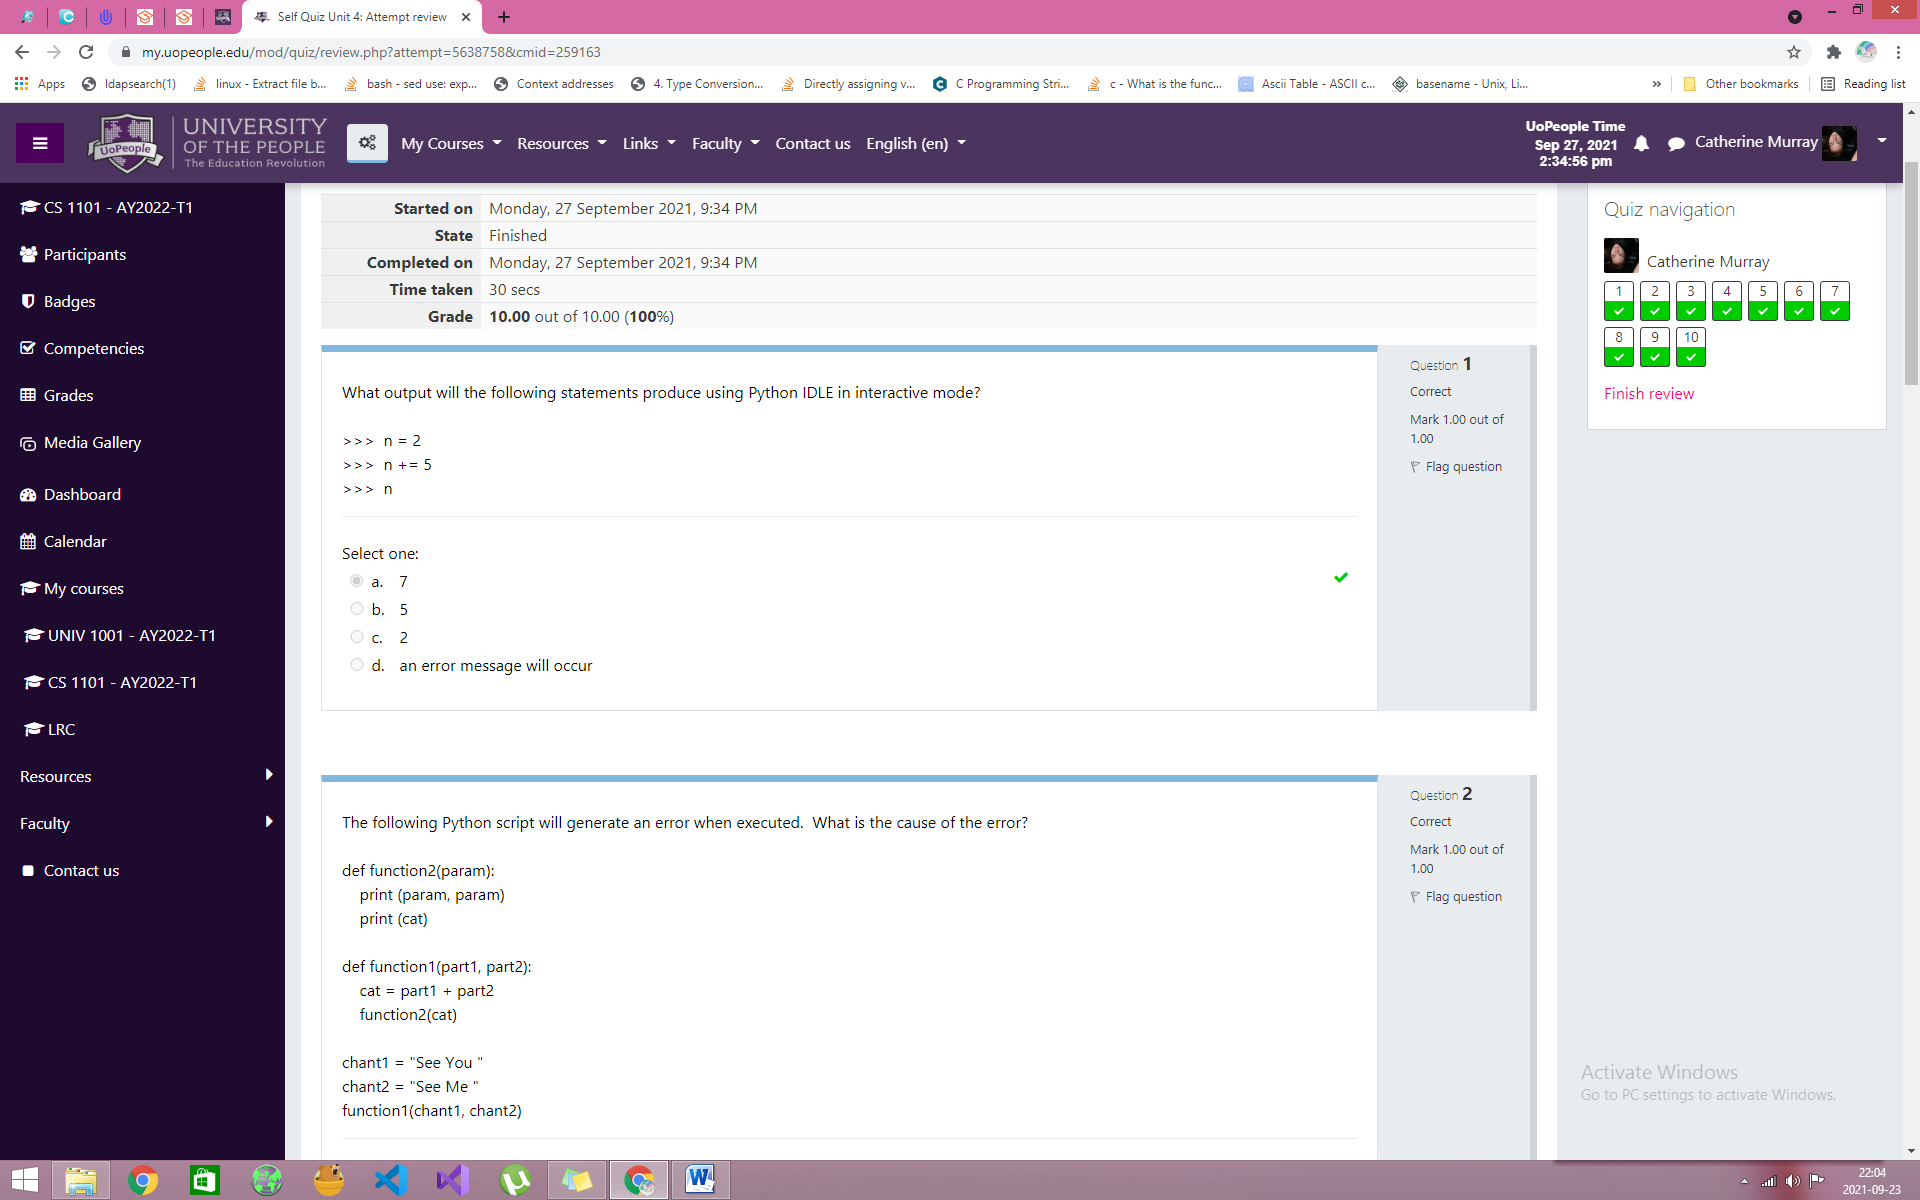 Self Quiz Unit 4: Attempt review
my.uopeople.edu/mod/quiz/review.php?attempt=5638758&cmid=259163
Apps
ldapsearch(1)
linux - Extract file b...
bash - sed use: exp...
Context addresses
4. Type Conversion...
Directly assigning v...
C Programming Stri...
c - What is the func...
Ascii Table - ASCII c...
basename - Unix, Li...
»
Other bookmarks
Reading list
UoPeople
UNIVERSITY
OF THE PEOPLE
The Education Revolution
My Courses
Resources
Links
Faculty
Contact us
English (en)
UoPeople Time
Sep 27, 2021
2:34:56 pm
Catherine Murray
CS 1101 - AY2022-T1
Participants
Badges
Competencies
Grades
Media Gallery
Dashboard
Calendar
My courses
UNIV 1001 - AY2022-T1
CS 1101 - AY2022-T1
LRC
Resources
Faculty
Contact us
Started on Monday, 27 September 2021, 9:34 PM
State Finished
Completed on Monday, 27 September 2021, 9:34 PM
Time taken 30 secs
Grade 10.00 out of 10.00 (100%)
What output will the following statements produce using Python IDLE in interactive mode?
>>> n = 2
>>> n += 5
>>> n
Select one:
a. 7
b. 5
c. 2
d. an error message will occur
Question 1
Correct
Mark 1.00 out of
1.00
Flag question
The following Python script will generate an error when executed. What is the cause of the error?
def function2(param):
print (param, param)
print (cat)
def function1(part1, part2):
cat = part1 + part2
function2(cat)
chant1 = "See You "
chant2 = "See Me "
function1(chant1, chant2)
Question 2
Correct
Mark 1.00 out of
1.00
Flag question
Quiz navigation
Catherine Murray
1 2 3 4 5 6 7
8 9 10
Finish review
Activate Windows
Go to PC settings to activate Windows.
22:04
2021-09-23